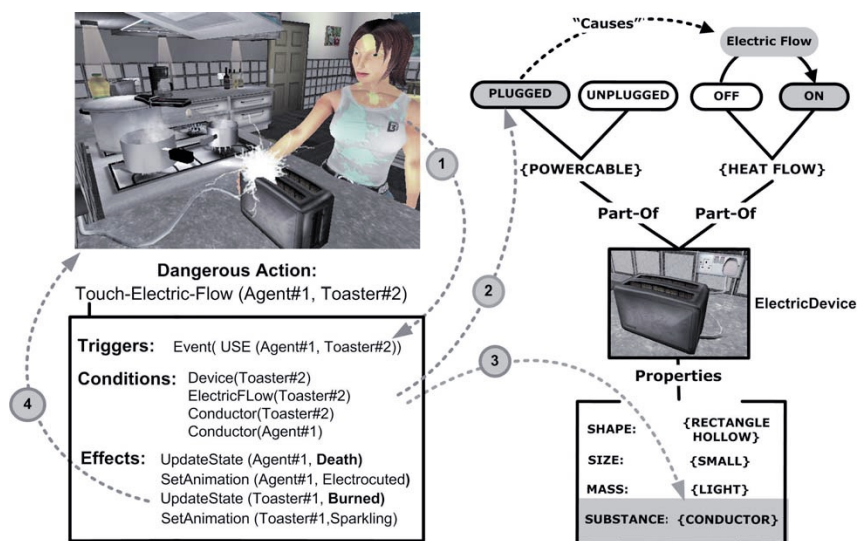 1
Dangerous Action:
Touch-Electric-Flow (Agent#1, Toaster#2)
Triggers: Event( USE (Agent#1, Toaster#2))
Conditions: Device(Toaster#2)
ElectricFLow(Toaster#2)
Conductor(Toaster#2)
Conductor(Agent#1)
Effects: UpdateState (Agent#1, Death)
SetAnimation (Agent#1, Electrocuted)
UpdateState (Toaster#1, Burned)
SetAnimation (Toaster#1,Sparkling)
4
2
3
“Causes”
Electric Flow
PLUGGED UNPLUGGED OFF ON
{POWERCABLE} {HEAT FLOW}
Part-Of Part-Of
ElectricDevice
Properties
SHAPE: {RECTANGLE
HOLLOW}
SIZE: {SMALL}
MASS: {LIGHT}
SUBSTANCE: {CONDUCTOR}